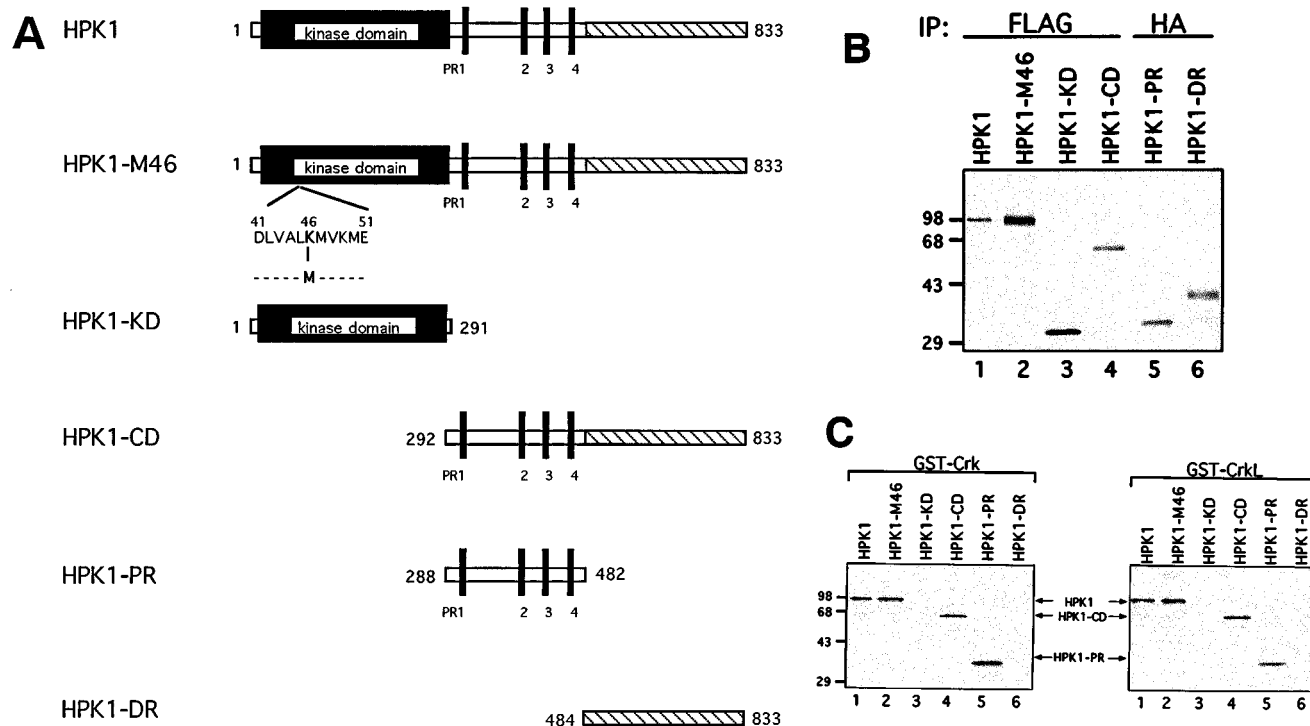 A
HPK1
1
kinase domain
833
PR1 2 3 4
HPK1-M46
1
kinase domain
833
PR1 2 3 4
41 46 51
DLVALKMVKME
-----M-----
HPK1-KD
1
kinase domain
291
HPK1-CD
292
833
PR1 2 3 4
HPK1-PR
288
482
PR1 2 3 4
HPK1-DR
484
833
B
IP: FLAG HA
HPK1
HPK1-M46
HPK1-KD
HPK1-CD
HPK1-PR
HPK1-DR
98
68
43
29
1 2 3 4 5 6
C
GST-Crk
HPK1
HPK1-M46
HPK1-KD
HPK1-CD
HPK1-PR
HPK1-DR
98
68
43
29
1 2 3 4 5 6
HPK1
HPK1-CD
HPK1-PR
GST-CrkL
HPK1
HPK1-M46
HPK1-KD
HPK1-CD
HPK1-PR
HPK1-DR
1 2 3 4 5 6